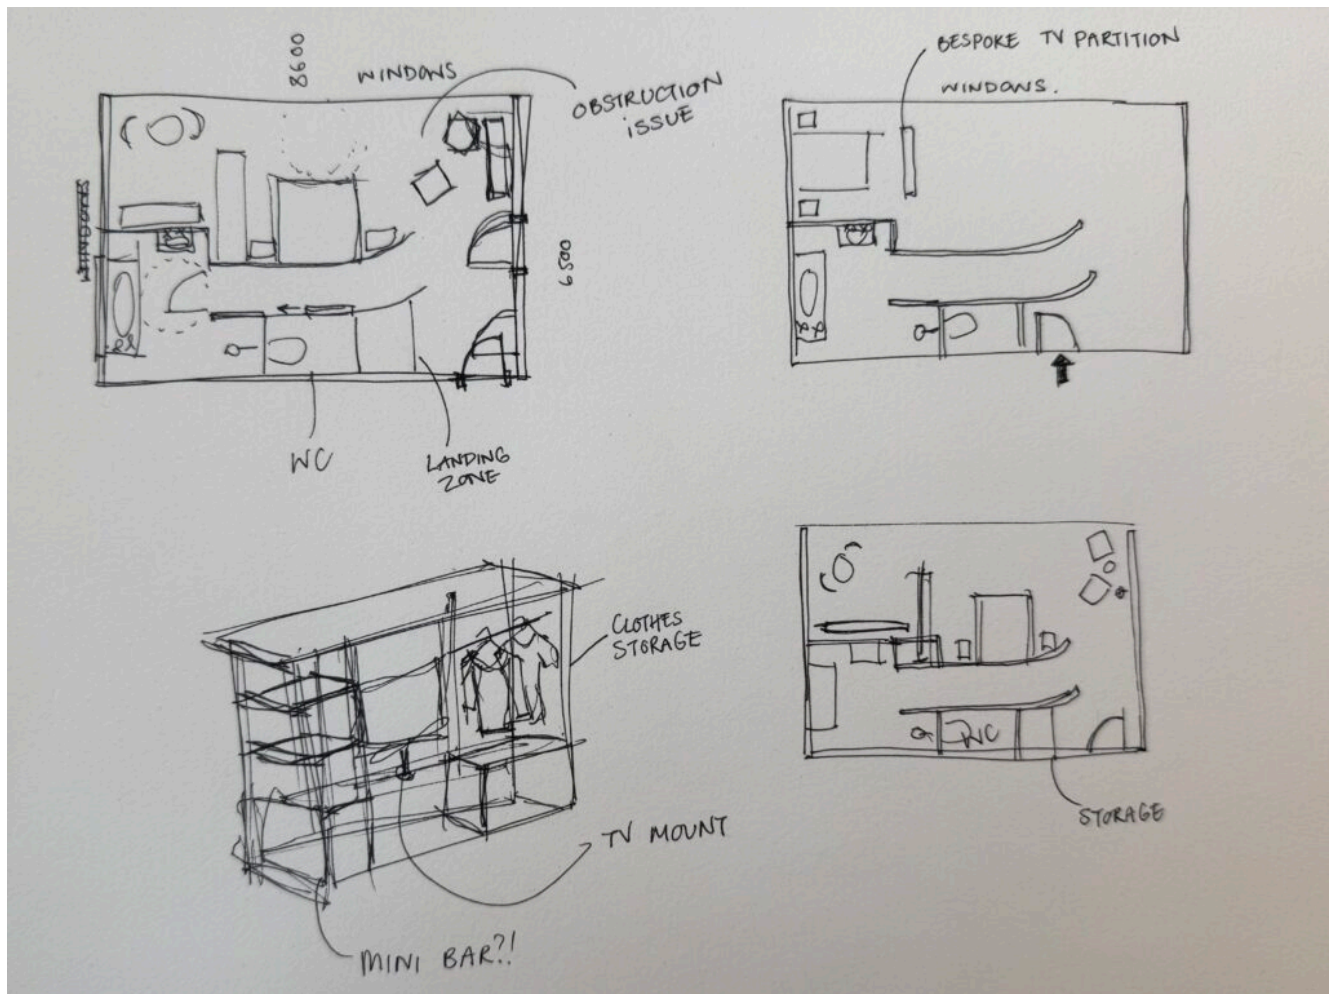 8600
WINDOWS
OBSTRUCTION
ISSUE
WINDOWS
6500
WC
LANDING
ZONE
BESPOKE TV PARTITION
WINDOWS.
CLOTHES
STORAGE
TV MOUNT
MINI BAR?!
WC
STORAGE